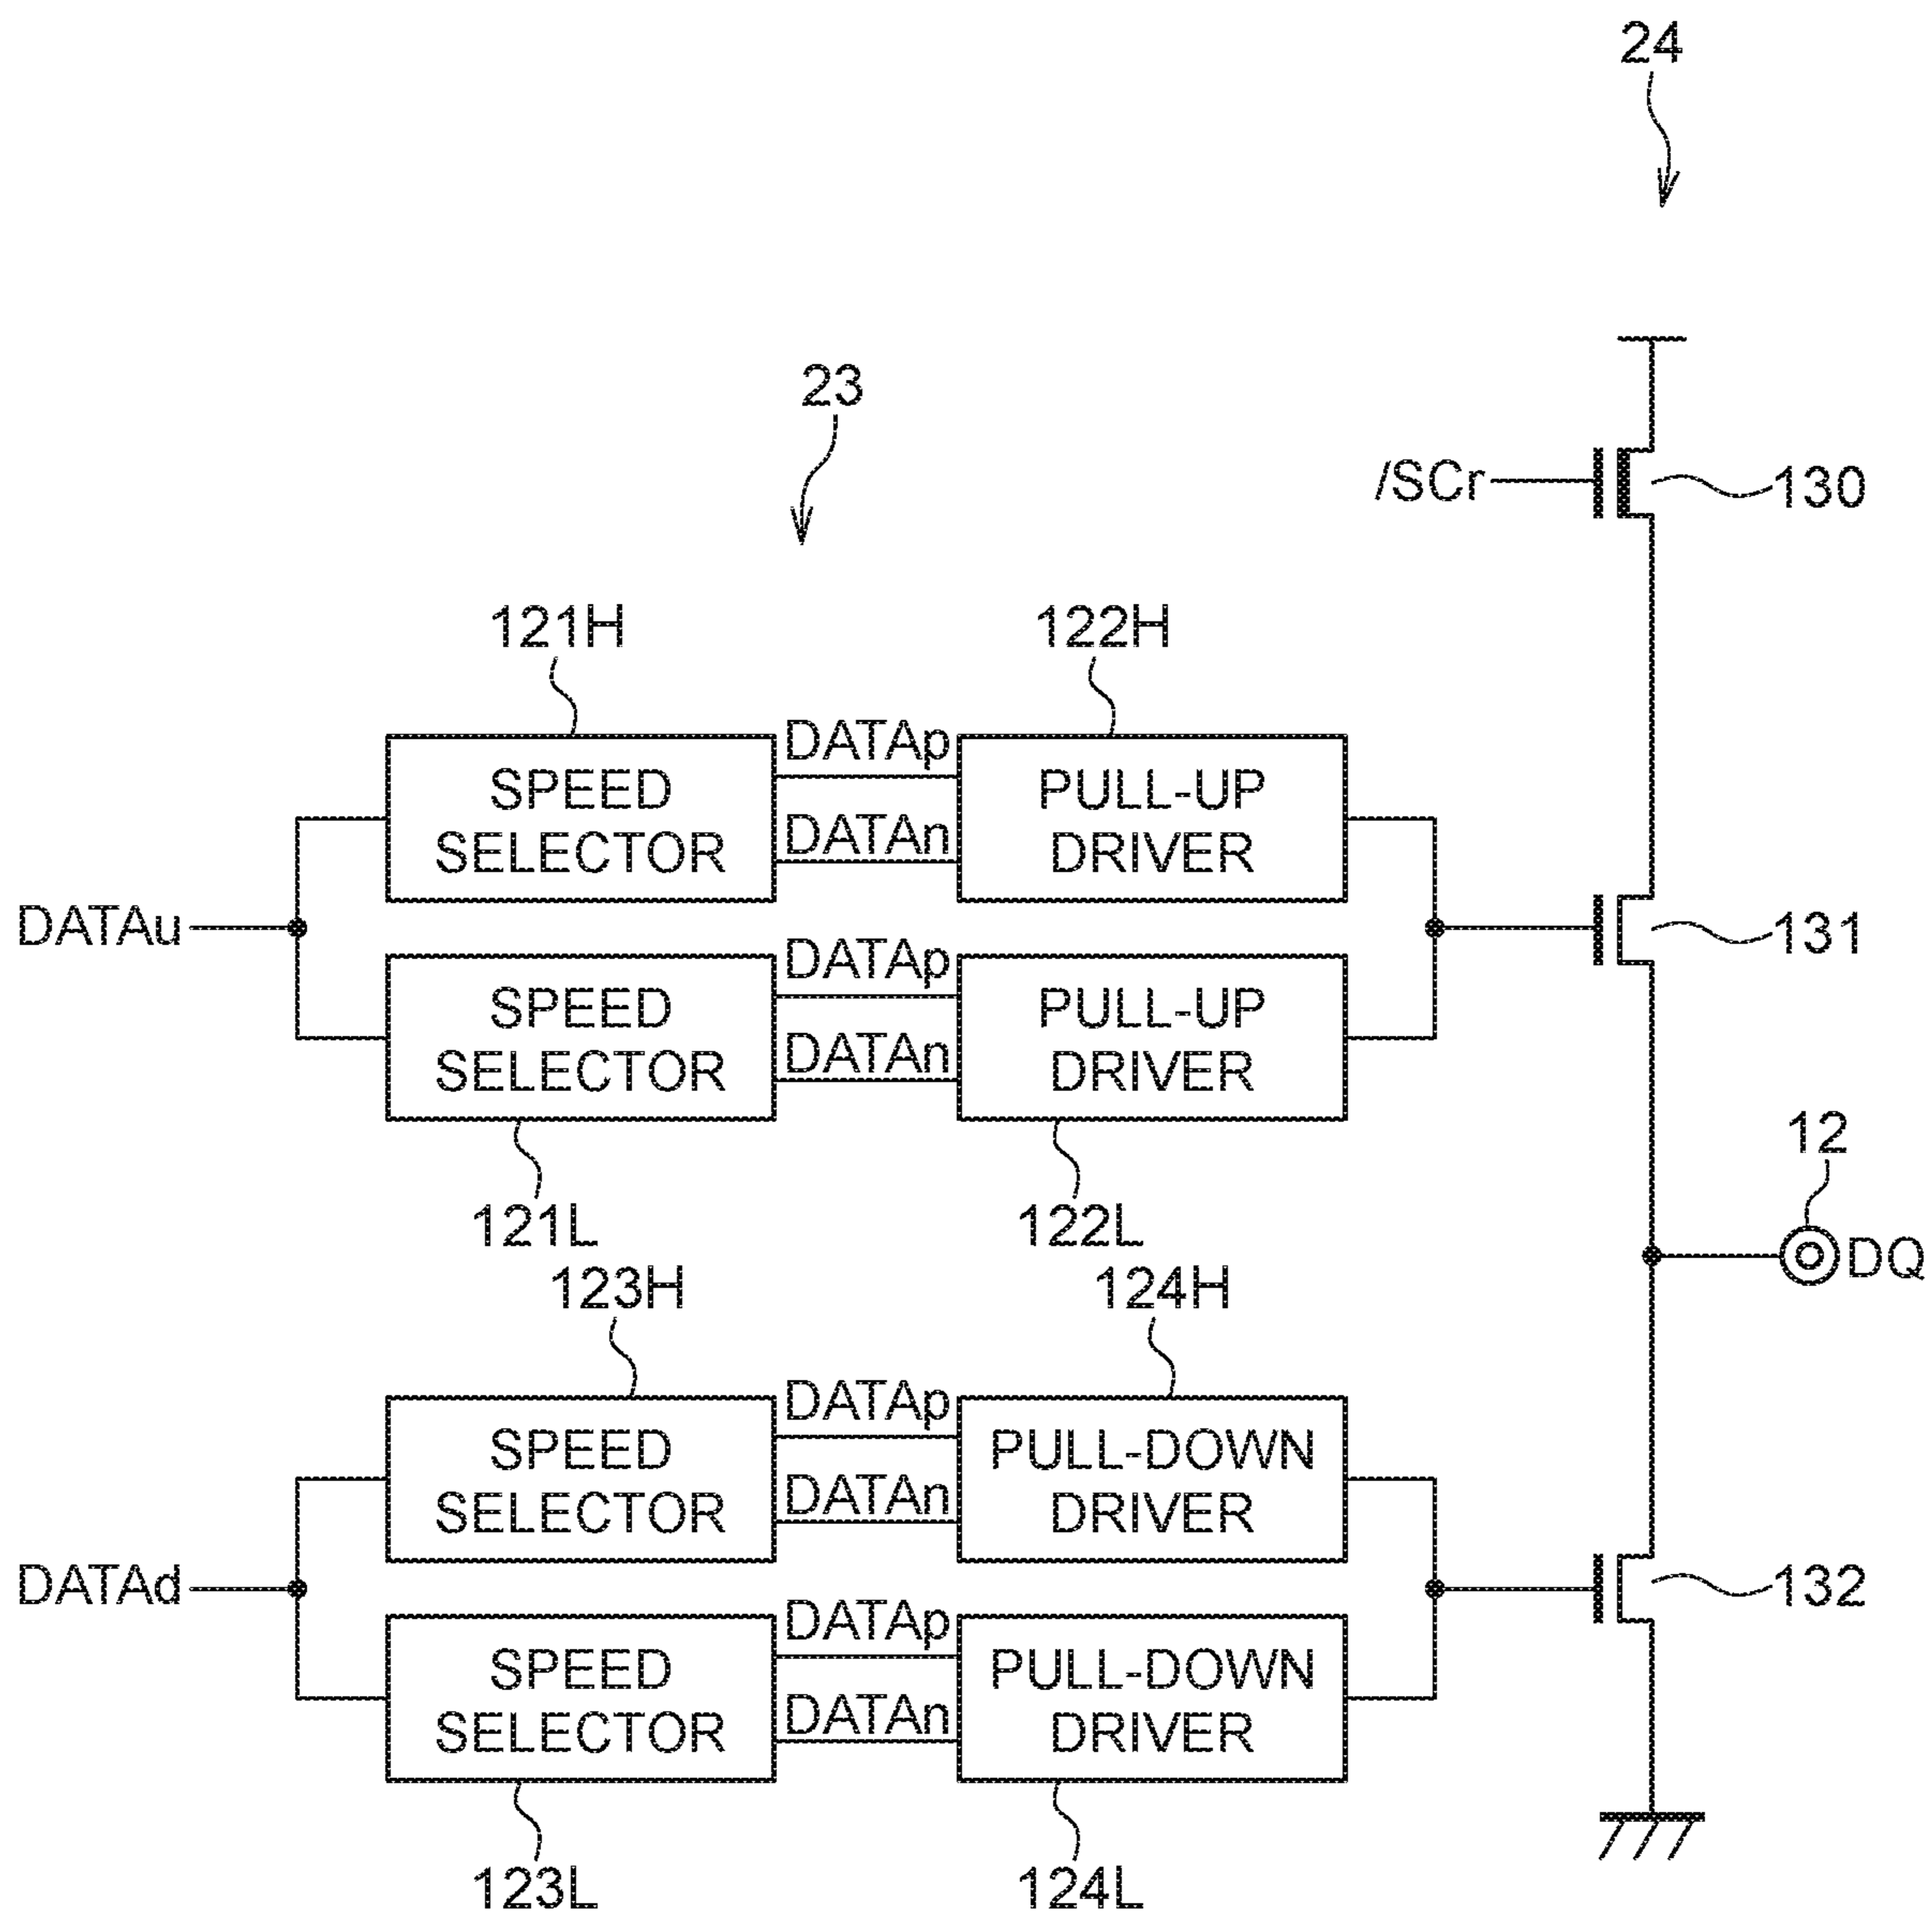 24
23
/SCr
130
121H
122H
SPEED
SELECTOR
DATAp
DATAn
PULL-UP
DRIVER
DATAu
131
SPEED
SELECTOR
DATAp
DATAn
PULL-UP
DRIVER
121L
122L
12
DQ
123H
124H
SPEED
SELECTOR
DATAp
DATAn
PULL-DOWN
DRIVER
DATAd
132
SPEED
SELECTOR
DATAp
DATAn
PULL-DOWN
DRIVER
123L
124L